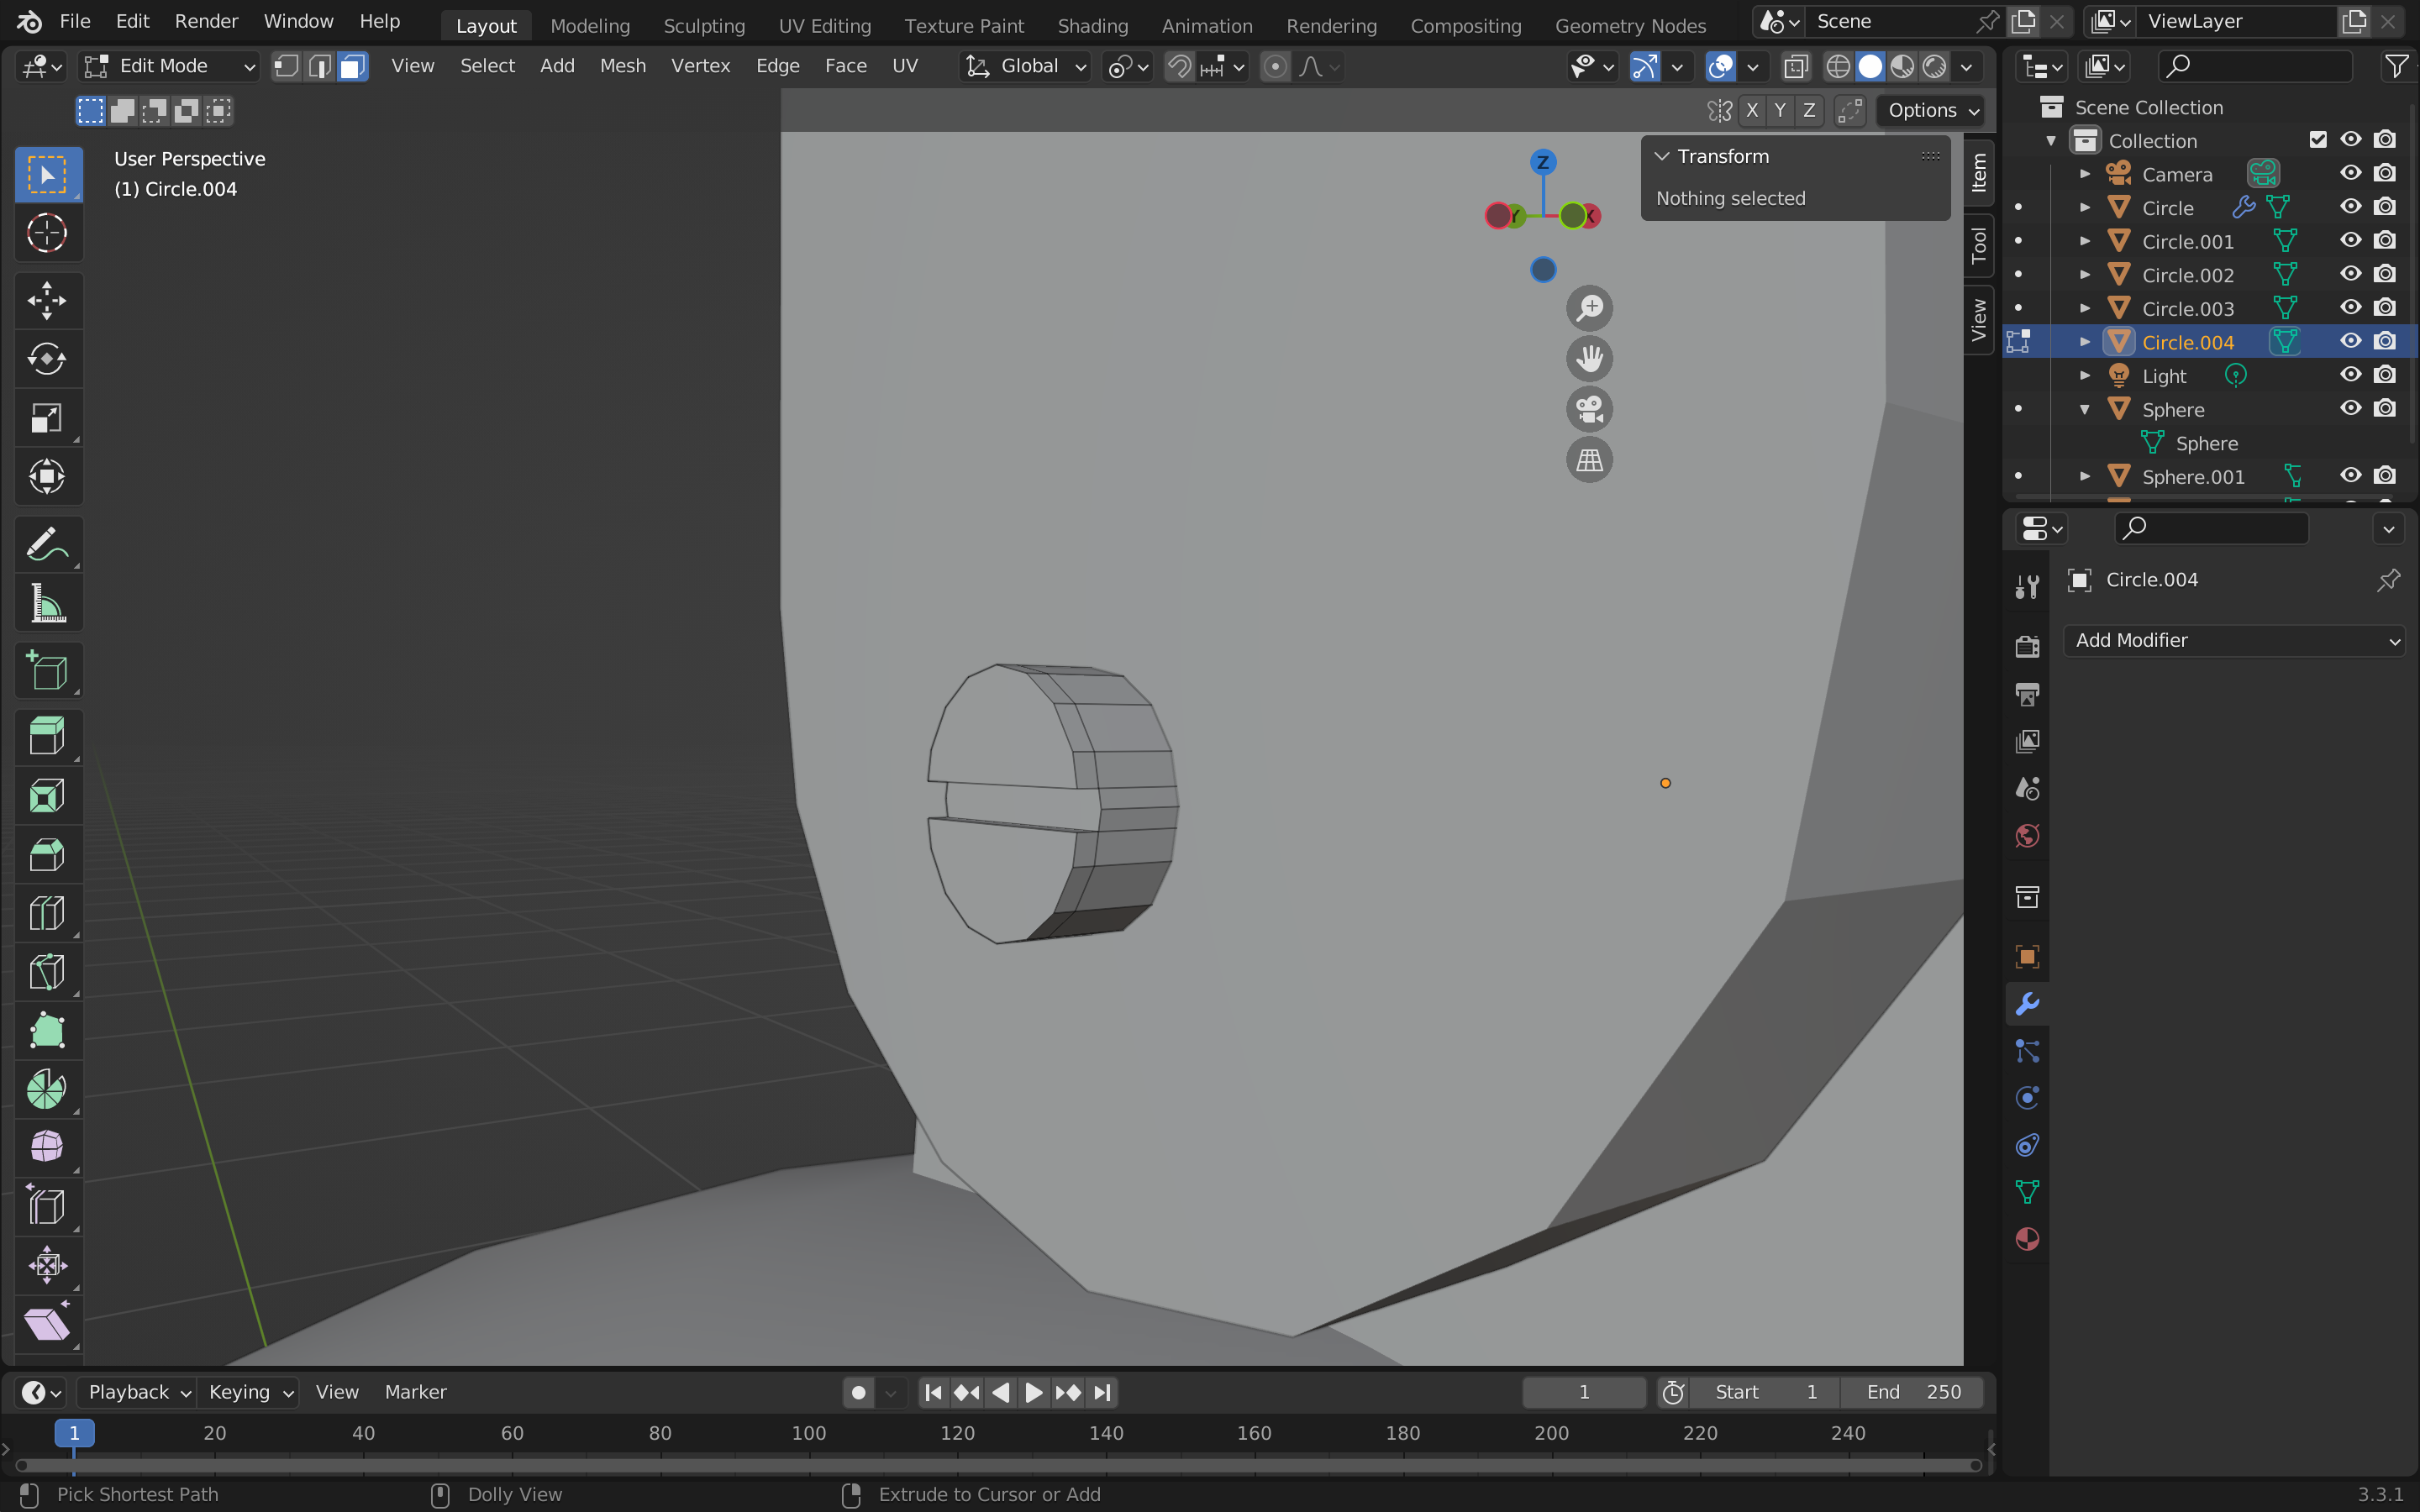 File Edit Render Window Help Layout Modeling Sculpting UV Editing Texture Paint Shading Animation Rendering Compositing Geometry Nodes Scene ViewLayer
Edit Mode View Select Add Mesh Vertex Edge Face UV Global
X Y Z Options
User Perspective
(1) Circle.004
Z
Y X
Transform
Nothing selected
Item
Tool
View
Scene Collection
Collection
Camera
Circle
Circle.001
Circle.002
Circle.003
Circle.004
Light
Sphere
Sphere
Sphere.001
Circle.004
Add Modifier
Playback Keying View Marker 1 Start 1 End 250
1 20 40 60 80 100 120 140 160 180 200 220 240
Pick Shortest Path Dolly View Extrude to Cursor or Add 3.3.1